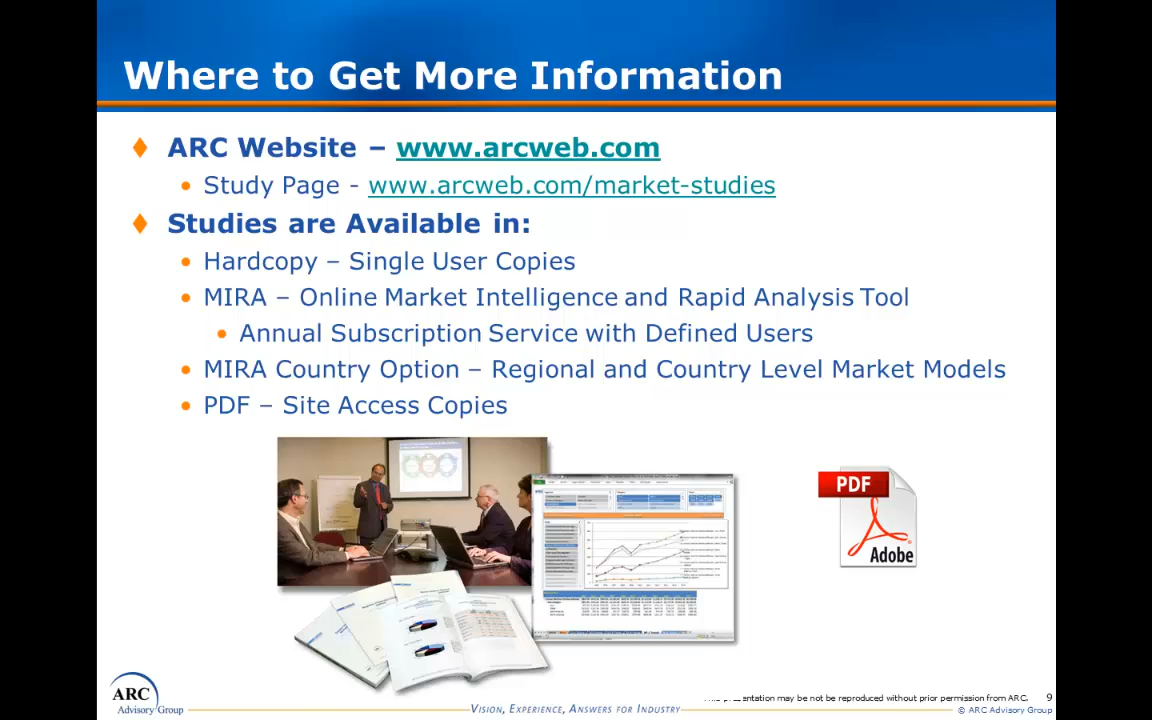 Where to Get More Information
ARC Website – www.arcweb.com
• Study Page - www.arcweb.com/market-studies
Studies are Available in:
• Hardcopy – Single User Copies
• MIRA – Online Market Intelligence and Rapid Analysis Tool
• Annual Subscription Service with Defined Users
• MIRA Country Option – Regional and Country Level Market Models
• PDF – Site Access Copies
PDF
Adobe
ARC
Advisory Group
VISION, EXPERIENCE, ANSWERS FOR INDUSTRY
presentation may be not be reproduced without prior permission from ARC. 9
© ARC Advisory Group